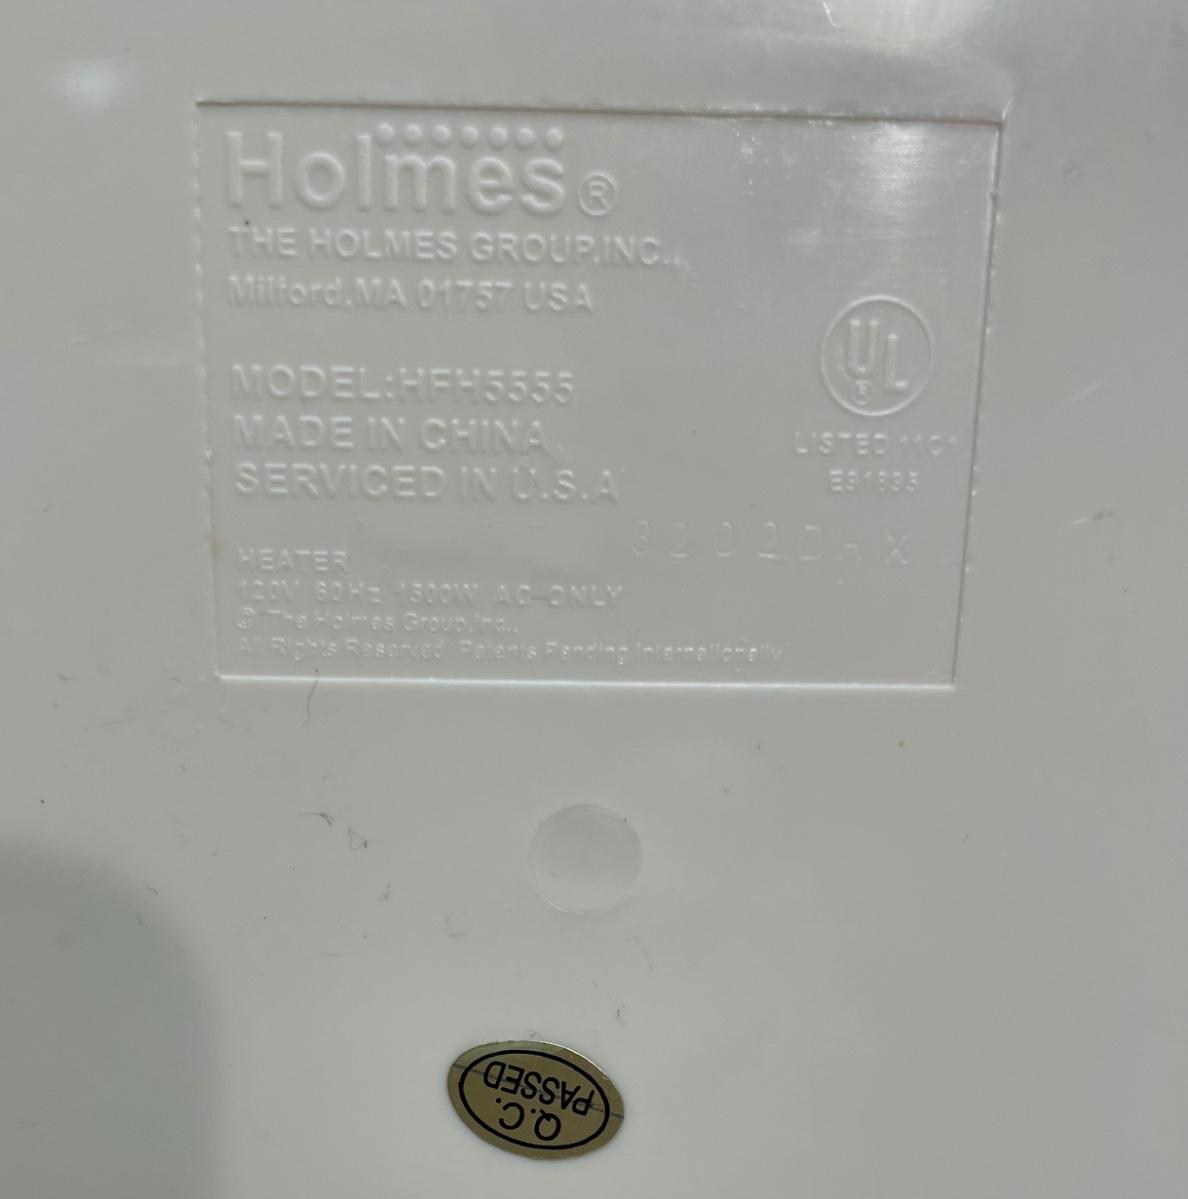 Holmes®
THE HOLMES GROUP,INC.,
Milford,MA 01757 USA
MODEL:HFH5555
MADE IN CHINA
SERVICED IN U.S.A
UL®
LISTED
HEATER
120V 60Hz 1500W AC-ONLY
© The Holmes Group,Inc.,
All Rights Reserved Patents Pending Internationally
Q.C.
PASSED